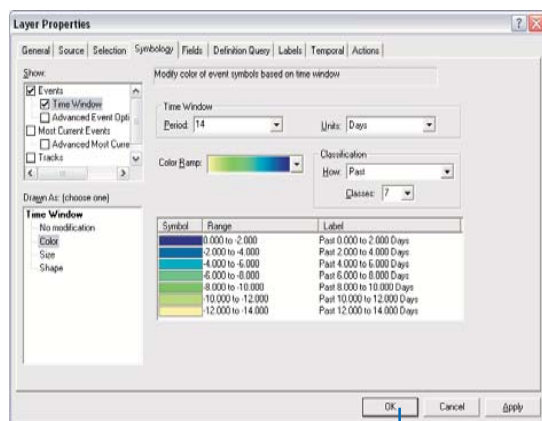 Layer Properties
General Source Selection Symbology Fields Definition Query Labels Temporal Actions
Show:
Events
Time Window
Advanced Event Opti
Most Current Events
Advanced Most Curre
Tracks
Drawn As: (choose one)
Time Window
No modification
Color
Size
Shape
Modify color of event symbols based on time window
Time Window
Period: 14
Units: Days
Color Ramp:
Classification
How: Past
Classes: 7
Symbol Range Label
0.000 to -2.000 Past 0.000 to 2.000 Days
-2.000 to -4.000 Past 2.000 to 4.000 Days
-4.000 to -6.000 Past 4.000 to 6.000 Days
-6.000 to -8.000 Past 6.000 to 8.000 Days
-8.000 to -10.000 Past 8.000 to 10.000 Days
-10.000 to -12.000 Past 10.000 to 12.000 Days
-12.000 to -14.000 Past 12.000 to 14.000 Days
OK Cancel Apply